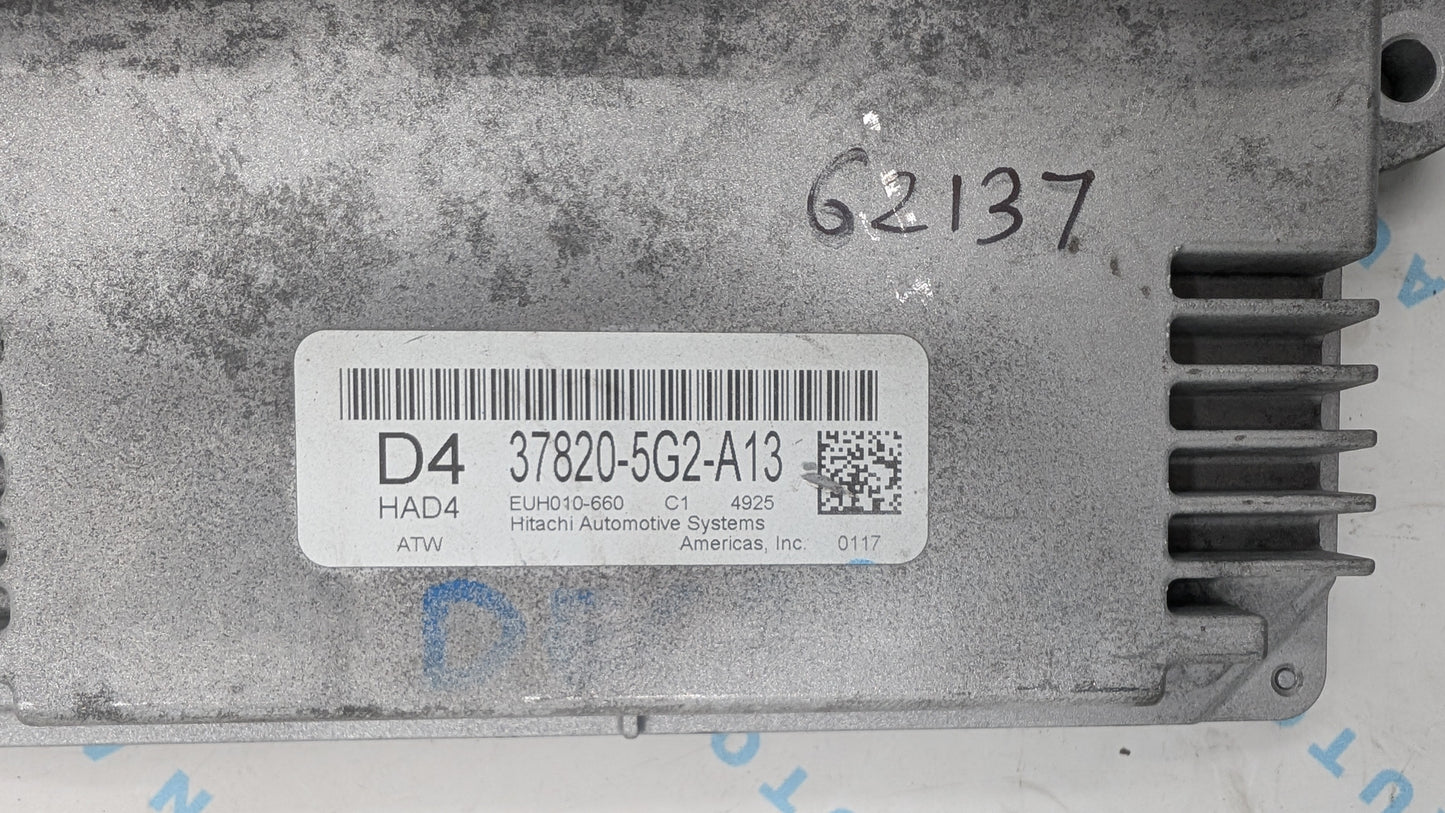 62137
D4 37820-5G2-A13
HAD4 EUH010-660 C1 4925
Hitachi Automotive Systems
ATW Americas, Inc. 0117
D